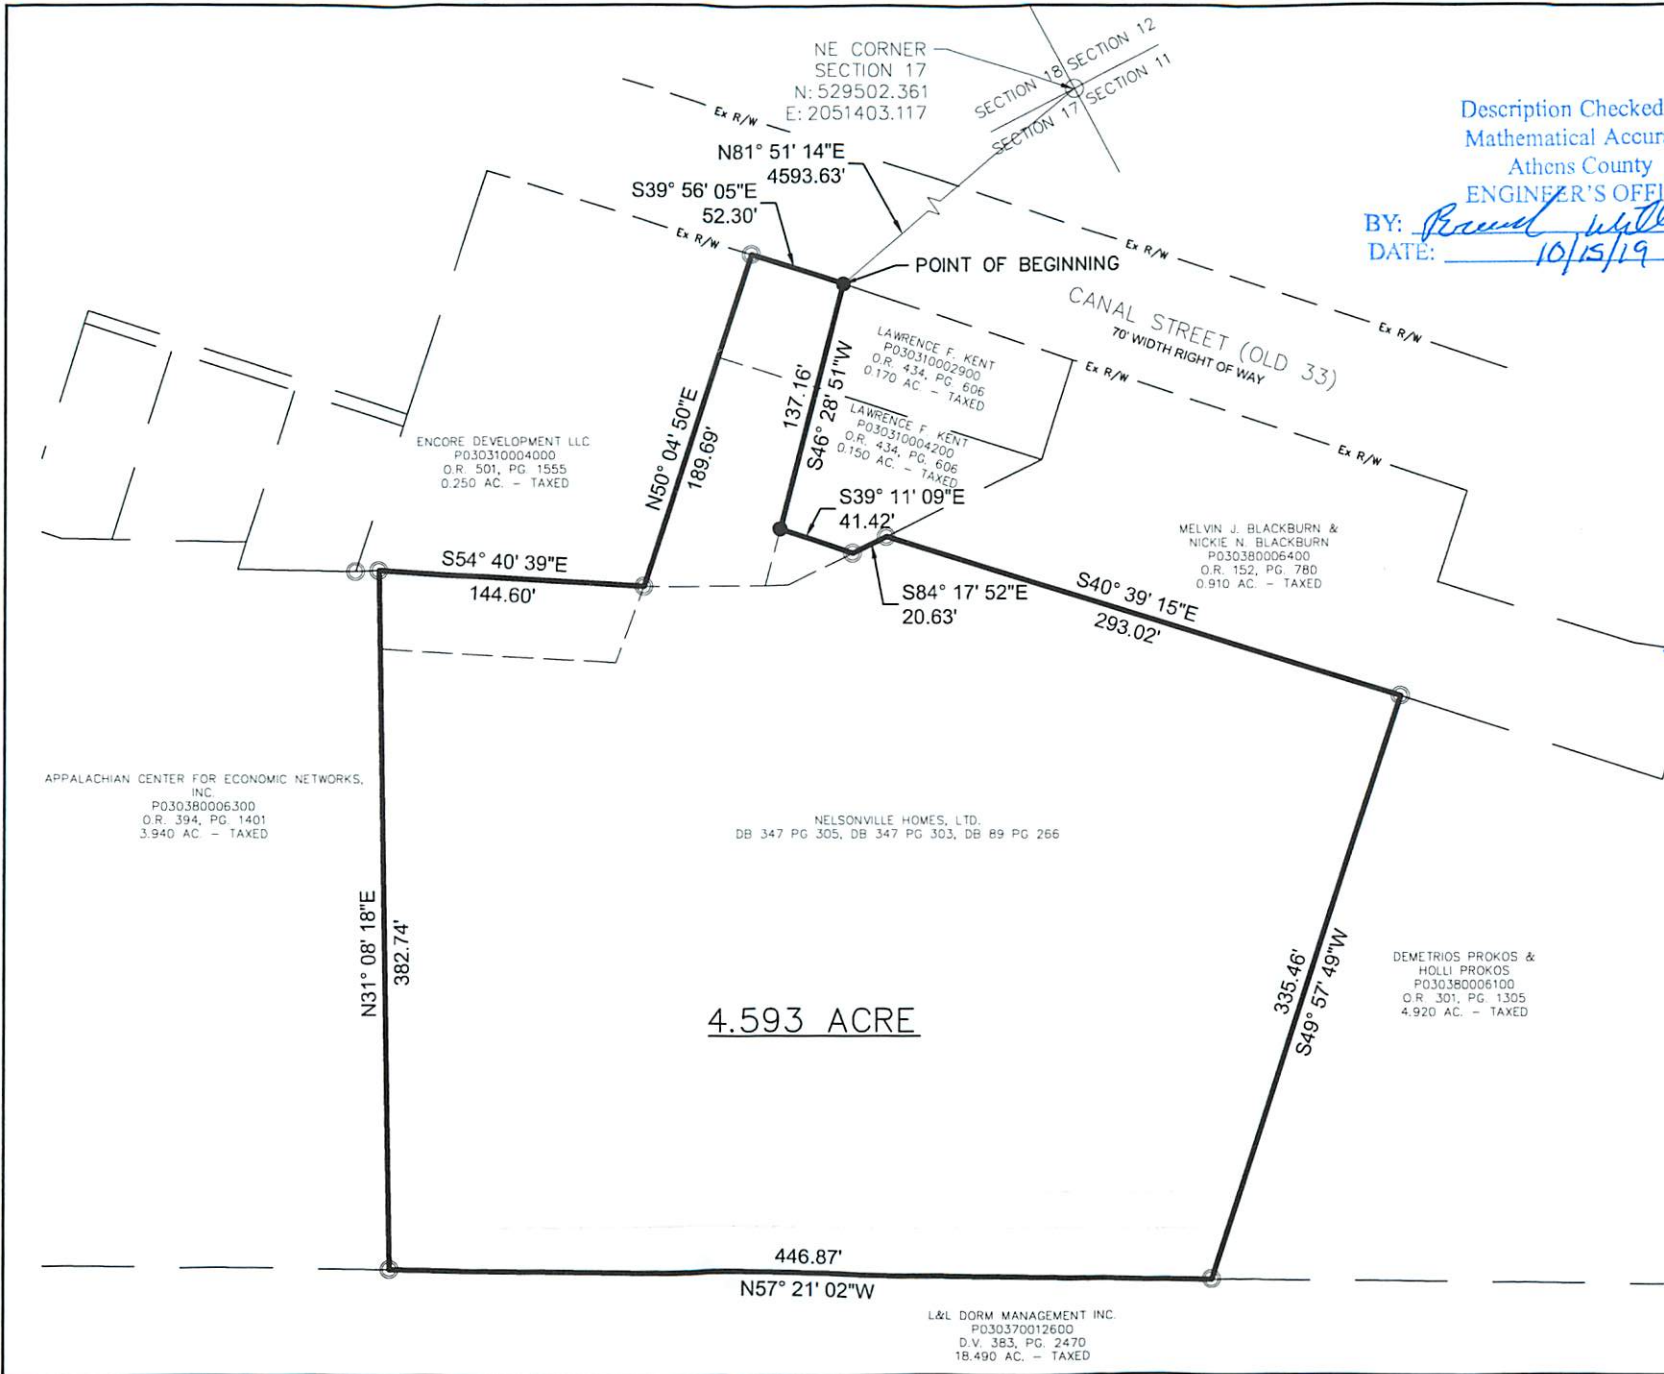 NE CORNER
SECTION 17
N: 529502.361
E: 2051403.117
SECTION 18 SECTION 12
SECTION 17 SECTION 11
Description Checked
Mathematical
Athens County
ENGINEER'S
BY:
DATE: 10/15/19
Ex R/W
N81° 51' 14"E
4593.63'
S39° 56' 05"E
52.30'
Ex R/W
Ex R/W
POINT OF BEGINNING
CANAL STREET (OLD 33)
70' WIDTH RIGHT OF WAY
Ex R/W
Ex R/W
Ex R/W
LAWRENCE F. KENT
P030310002900
O.R. 434, PG. 606
0.170 AC. - TAXED
LAWRENCE F. KENT
P030310004200
O.R. 434, PG. 606
0.150 AC. - TAXED
137.16'
S46° 28' 51"W
N50° 04' 50"E
189.69'
ENCORE DEVELOPMENT LLC
P030310004000
O.R. 501, PG. 1555
0.250 AC. - TAXED
S39° 11' 09"E
41.42'
MELVIN J. BLACKBURN &
NICKIE N. BLACKBURN
P030380006400
O.R. 152, PG. 780
0.910 AC. - TAXED
S54° 40' 39"E
144.60'
S84° 17' 52"E
20.63'
S40° 39' 15"E
293.02'
APPALACHIAN CENTER FOR ECONOMIC NETWORKS,
INC.
P030380006300
O.R. 394, PG. 1401
3.940 AC. - TAXED
NELSONVILLE HOMES, LTD.
DB 347 PG 305, DB 347 PG 303, DB 89 PG 266
N31° 08' 18"E
382.74'
335.46'
S49° 57' 49"W
DEMETRIOS PROKOS &
HOLLI PROKOS
P030380006100
O.R. 301, PG. 1305
4.920 AC. - TAXED
4.593 ACRE
446.87'
N57° 21' 02"W
L&L DORM MANAGEMENT INC.
P030370012600
D.V. 383, PG. 2470
18.490 AC. - TAXED